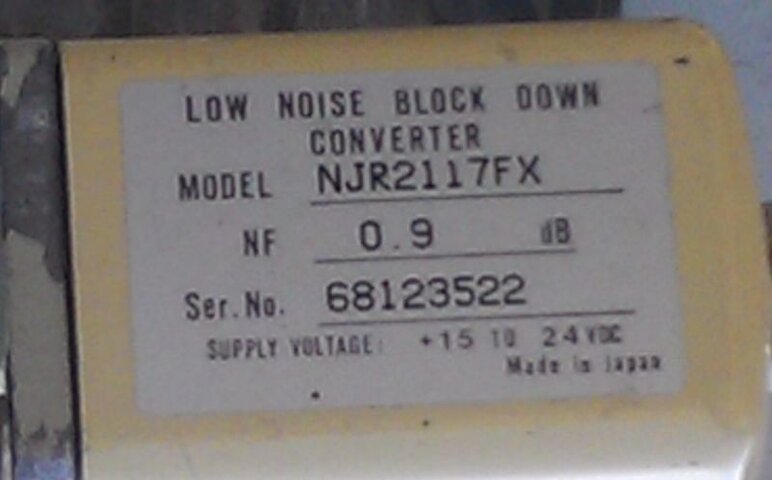 LOW NOISE BLOCK DOWN
CONVERTER
MODEL NJR2117FX
NF 0.9 dB
Ser.No. 68123522
SUPPLY VOLTAGE: +15 TO 24VDC
Made in Japan